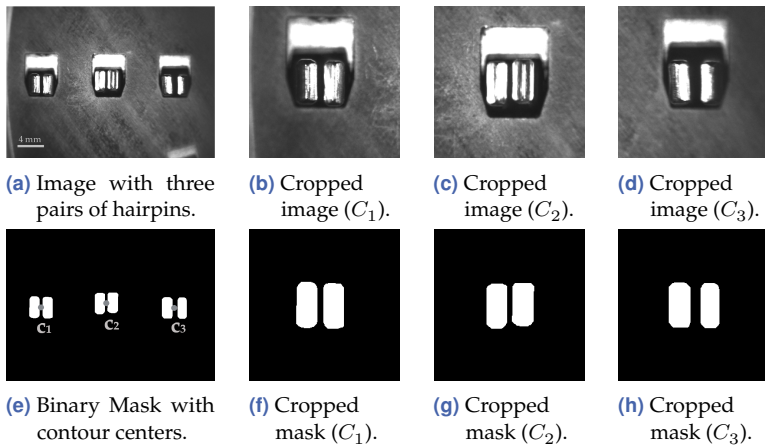 4 mm
(a) Image with three
pairs of hairpins.
(b) Cropped
image (C₁).
(c) Cropped
image (C₂).
(d) Cropped
image (C₃).
C₁
C₂
C₃
(e) Binary Mask with
contour centers.
(f) Cropped
mask (C₁).
(g) Cropped
mask (C₂).
(h) Cropped
mask (C₃).